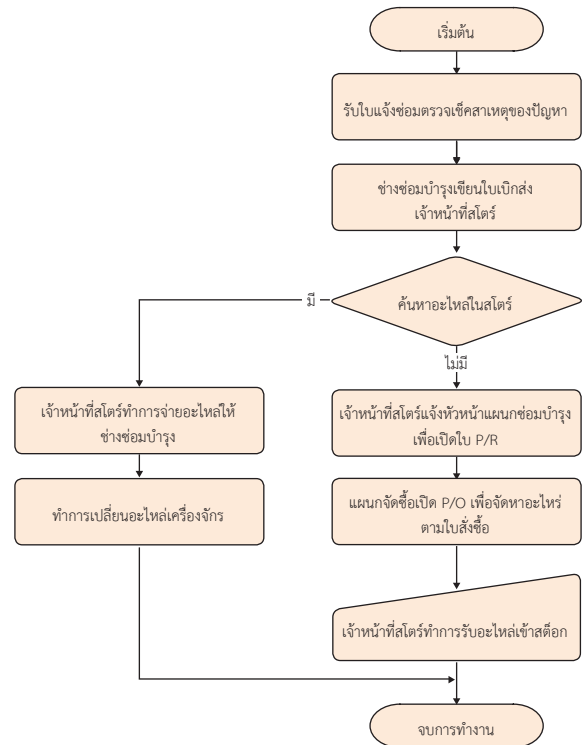 เริ่มต้น
รับใบแจ้งซ่อมตรวจเช็คสาเหตุของปัญหา
ช่างซ่อมบำรุงเขียนใบเบิกส่ง
เจ้าหน้าที่สโตร์
ค้นหาอะไหล่ในสโตร์
มี
ไม่มี
เจ้าหน้าที่สโตร์ทำการจ่ายอะไหล่ให้
ช่างซ่อมบำรุง
เจ้าหน้าที่สโตร์แจ้งหัวหน้าแผนกซ่อมบำรุง
เพื่อเปิดใบ P/R
ทำการเปลี่ยนอะไหล่เครื่องจักร
แผนกจัดซื้อเปิด P/O เพื่อจัดหาอะไหร่
ตามใบสั่งซื้อ
เจ้าหน้าที่สโตร์ทำการรับอะไหล่เข้าสต็อก
จบการทำงาน